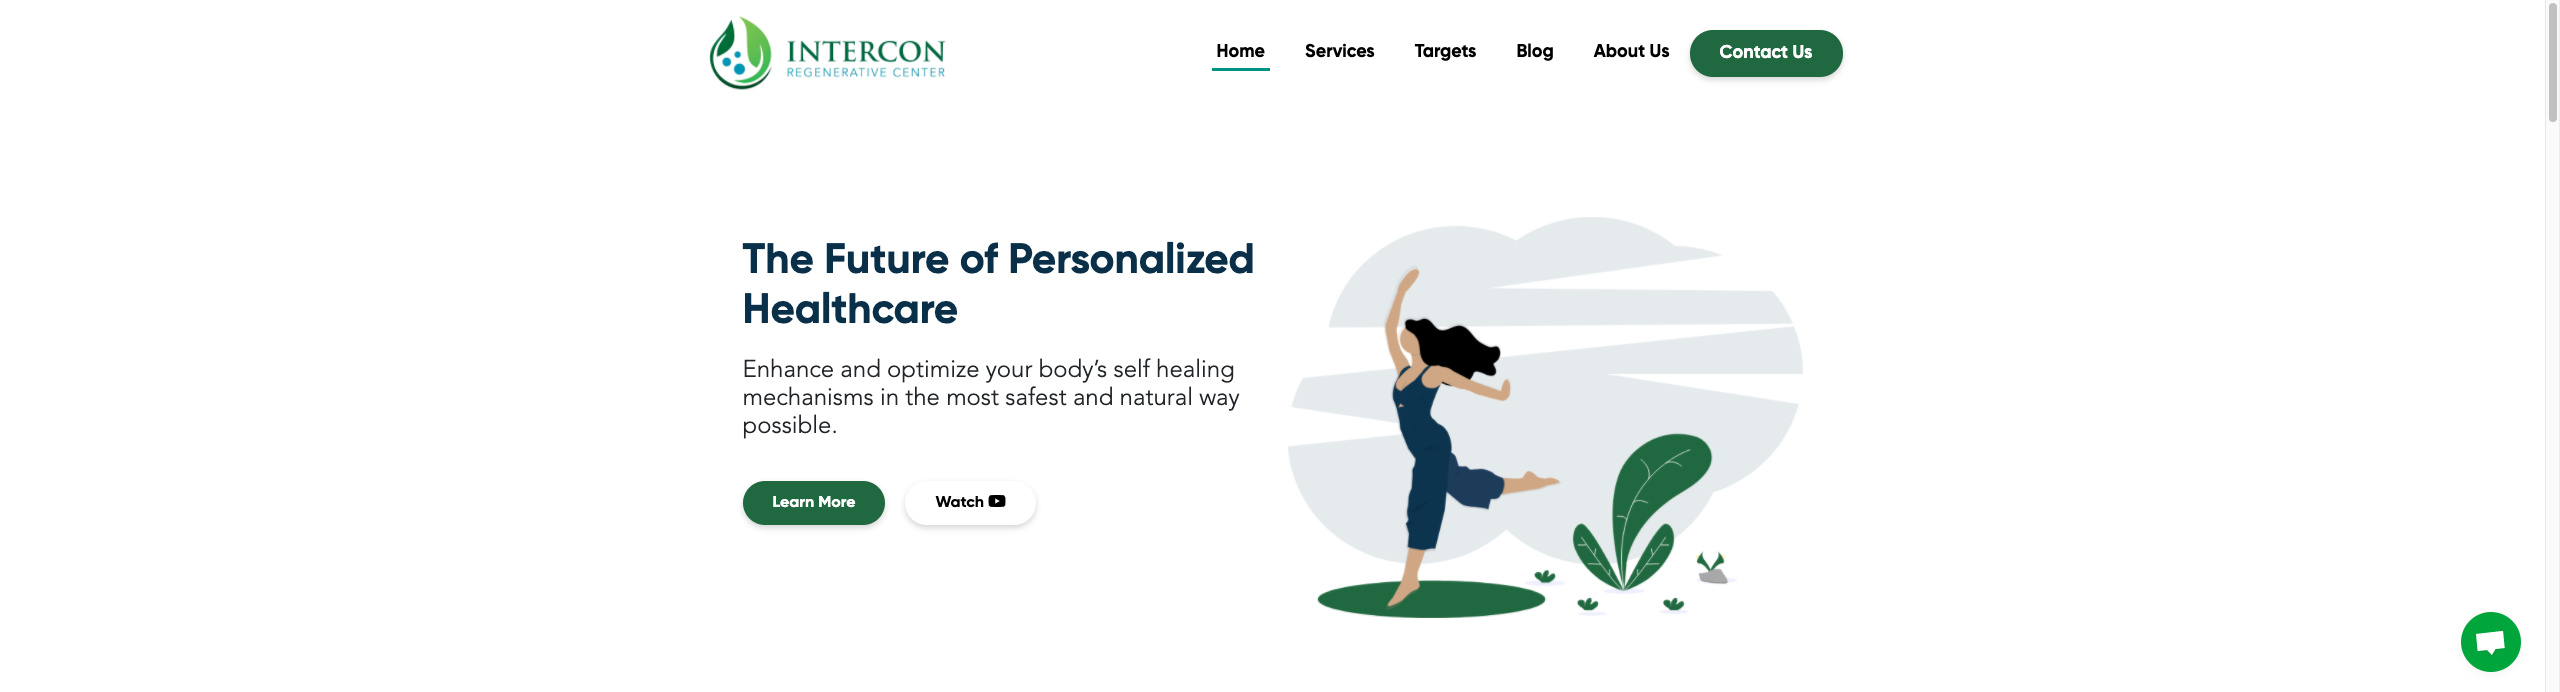 INTERCON
REGENERATIVE CENTER
Home Services Targets Blog About Us Contact Us
The Future of Personalized
Healthcare
Enhance and optimize your body’s self healing
mechanisms in the most safest and natural way
possible.
Learn More Watch